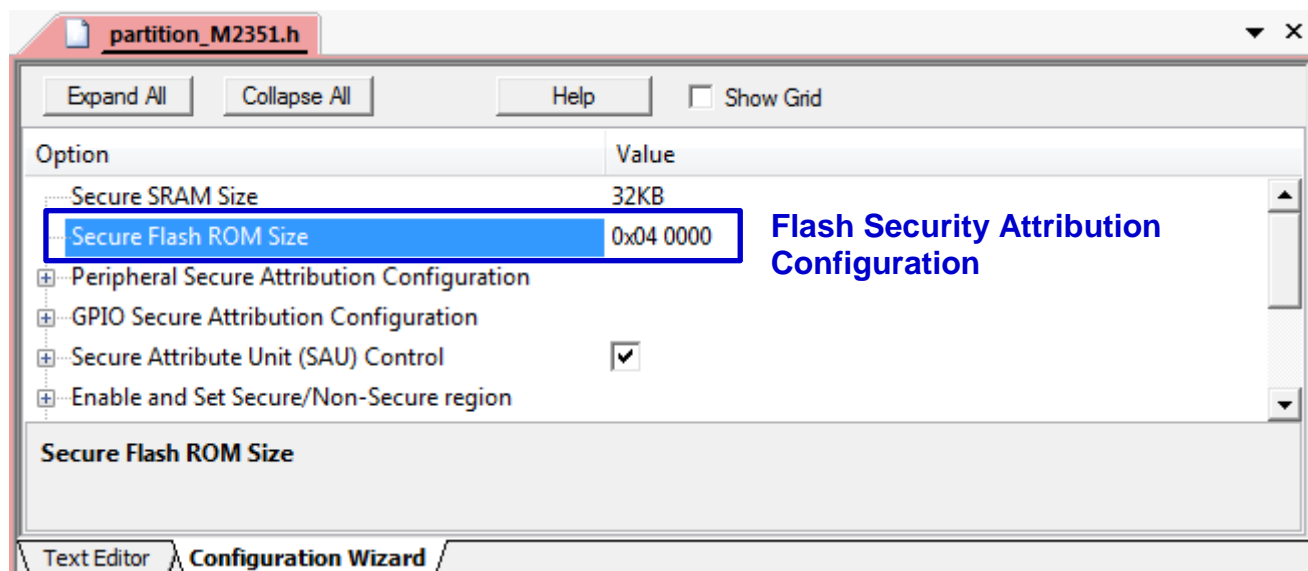 partition_M2351.h
Expand All Collapse All Help Show Grid
Option Value
Secure SRAM Size 32KB
Secure Flash ROM Size 0x04 0000
Flash Security Attribution
Configuration
Peripheral Secure Attribution Configuration
GPIO Secure Attribution Configuration
Secure Attribute Unit (SAU) Control
Enable and Set Secure/Non-Secure region
Secure Flash ROM Size
Text Editor Configuration Wizard